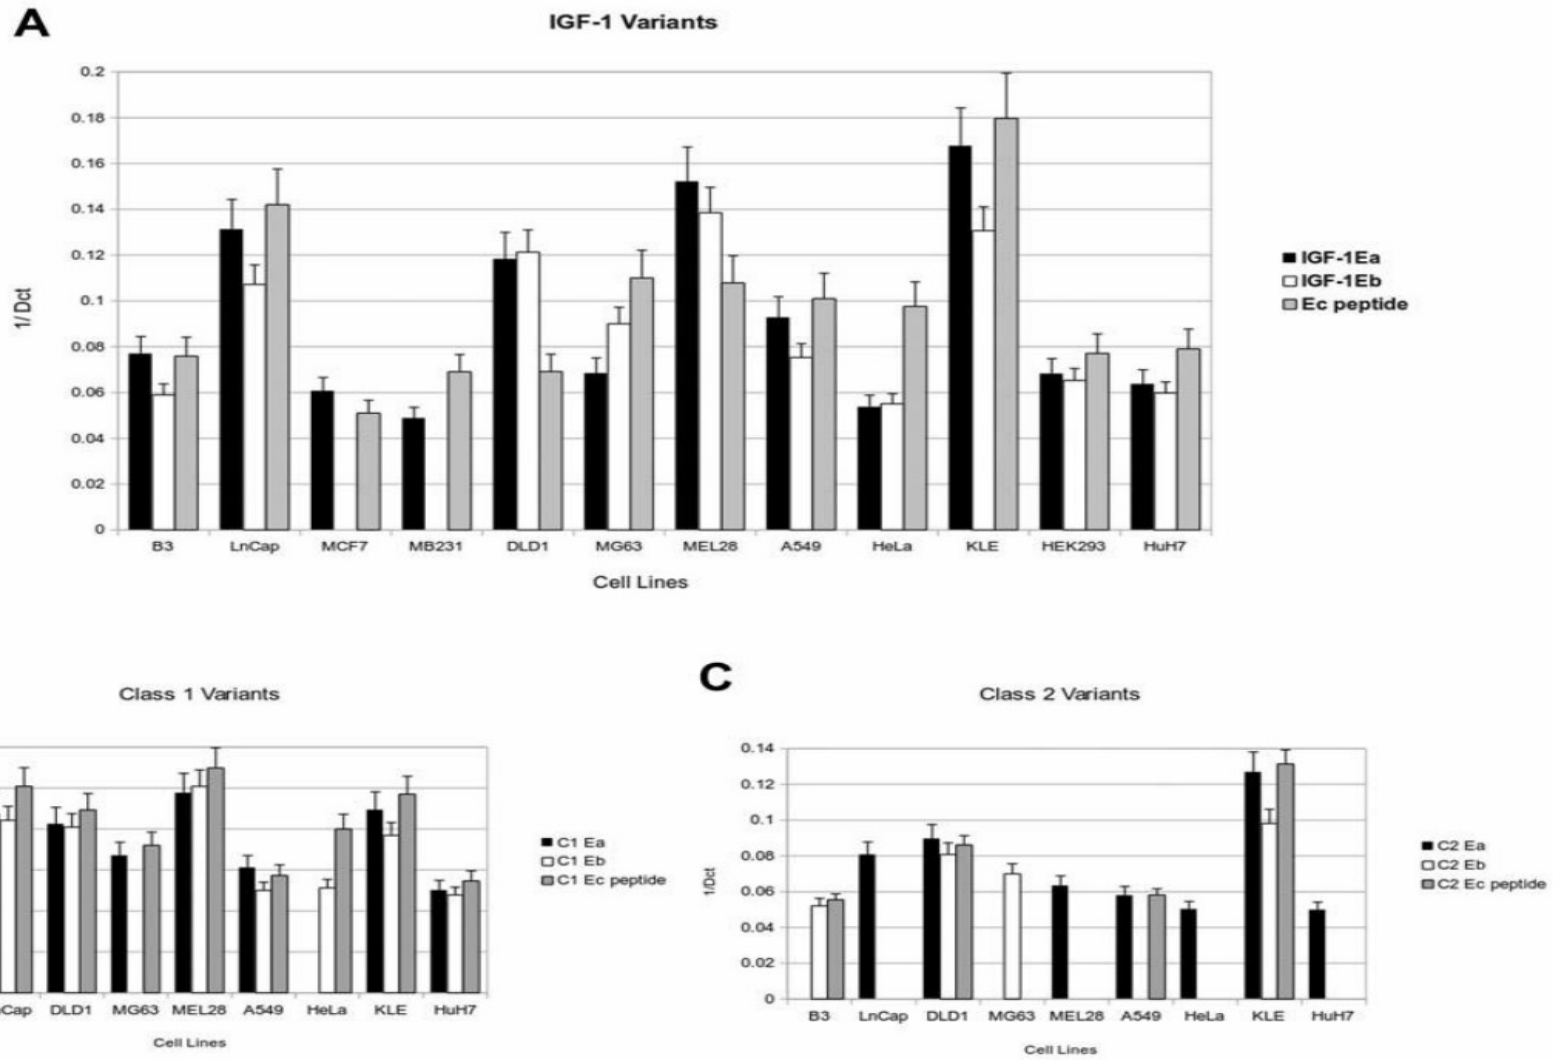 A
IGF-1 Variants
0.2
0.18
0.16
0.14
0.12
0.1
0.08
0.06
0.04
0.02
0
1/ Dct
B3 LnCap MCF7 MB231 DLD1 MG63 MEL28 A549 HeLa KLE HEK293 HuH7
Cell Lines
IGF-1Ea
IGF-1Eb
Ec peptide
Class 1 Variants
Cap DLD1 MG63 MEL28 A549 HeLa KLE HuH7
Cell Lines
C1 Ea
C1 Eb
C1 Ec peptide
C
Class 2 Variants
0.14
0.12
0.1
0.08
0.06
0.04
0.02
0
1/Dct
B3 LnCap DLD1 MG63 MEL28 A549 HeLa KLE HuH7
Cell Lines
C2 Ea
C2 Eb
C2 Ec peptide